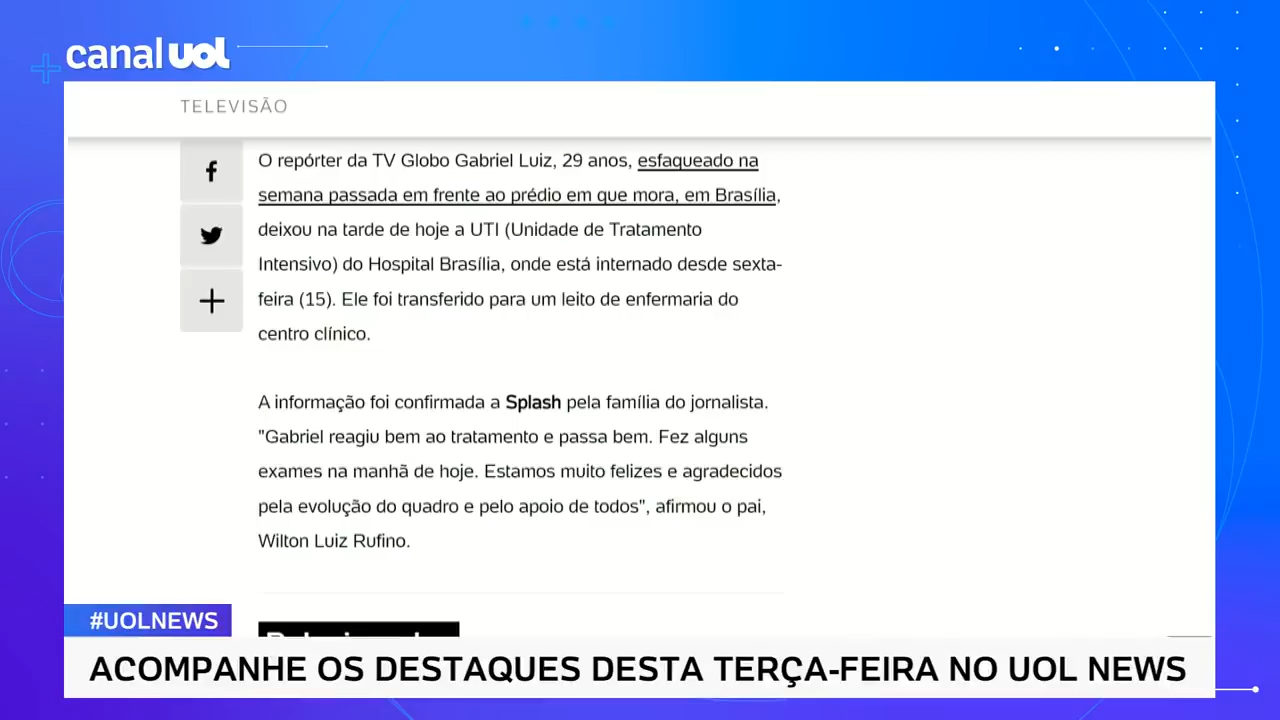 canal uol
TELEVISÃO
O repórter da TV Globo Gabriel Luiz, 29 anos, esfaqueado na
semana passada em frente ao prédio em que mora, em Brasília,
deixou na tarde de hoje a UTI (Unidade de Tratamento
Intensivo) do Hospital Brasília, onde está internado desde sexta-
feira (15). Ele foi transferido para um leito de enfermaria do
centro clínico.
A informação foi confirmada a Splash pela família do jornalista.
"Gabriel reagiu bem ao tratamento e passa bem. Fez alguns
exames na manhã de hoje. Estamos muito felizes e agradecidos
pela evolução do quadro e pelo apoio de todos", afirmou o pai,
Wilton Luiz Rufino.
#UOLNEWS
ACOMPANHE OS DESTAQUES DESTA TERÇA-FEIRA NO UOL NEWS